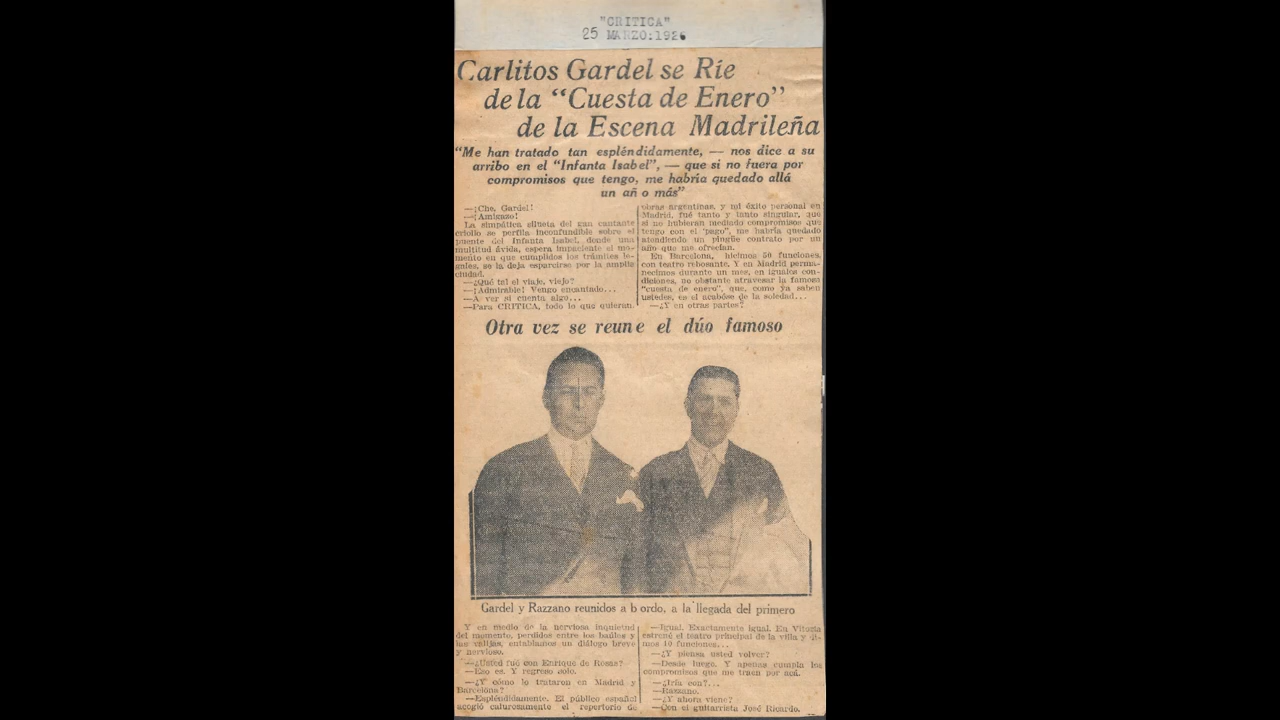 "CRITICA"
25 MARZO:1926
Carlitos Gardel se Ríe
de la "Cuesta de Enero"
de la Escena Madrileña
"Me han tratado tan espléndidamente, — nos dice a su
arribo en el "Infanta Isabel", — que si no fuera por
compromisos que tengo, me habría quedado allá
un año o más"
—¡Che, Gardel!
—¡Amigazo!
La simpática silueta del gan cantante
criollo se perfila inconfundible sobre el
puente del Infanta Isabel, donde una
multitud ávida, espera impaciente el mo-
mento en que cumplidos los trámites le-
gales, se la deja esparcirse por la amplia
ciudad.
—¿Qué tal el viaje, viejo?
—¡Admirable! Vengo encantado...
—A ver si cuenta algo...
—Para CRITICA, todo lo que quieran.
Y en medio de la nerviosa inquietud
del momento, perdidos entre los baúles y
las valijas, entablamos un diálogo breve
y nervioso.
—¿Usted fué con Enrique de Rosas?
—Eso es. Y regreso solo.
—¿Y cómo lo trataron en Madrid y
Barcelona?
—Espléndidamente. El público español
acogió calurosamente el repertorio de
obras argentinas, y mi éxito personal en
Madrid, fué tanto y tanto singular, que
si no hubieran mediado compromisos que
tengo con el "pago", me habría quedado
atendiendo un pingüe contrato por un
año que me ofrecían.
En Barcelona, hicimos 50 funciones,
con teatro rebosante. Y en Madrid perma-
necimos durante un mes, en iguales con-
diciones, no obstante atravesar la famosa
"cuesta de enero", que, como ya saben
ustedes, es el acabóse de la soledad...
—¿Y en otras partes?
—Igual. Exactamente igual. En Vitoria
estrené el teatro principal de la villa y di-
mos 10 funciones...
—¿Y piensa usted volver?
—Desde luego. Y apenas cumpla los
compromisos que me traen por acá.
—¿Iría con?...
—Razzano.
—¿Y ahora viene?
—Con el guitarrista José Ricardo.
Otra vez se reune el dúo famoso
Gardel y Razzano reunidos a bordo, a la llegada del primero